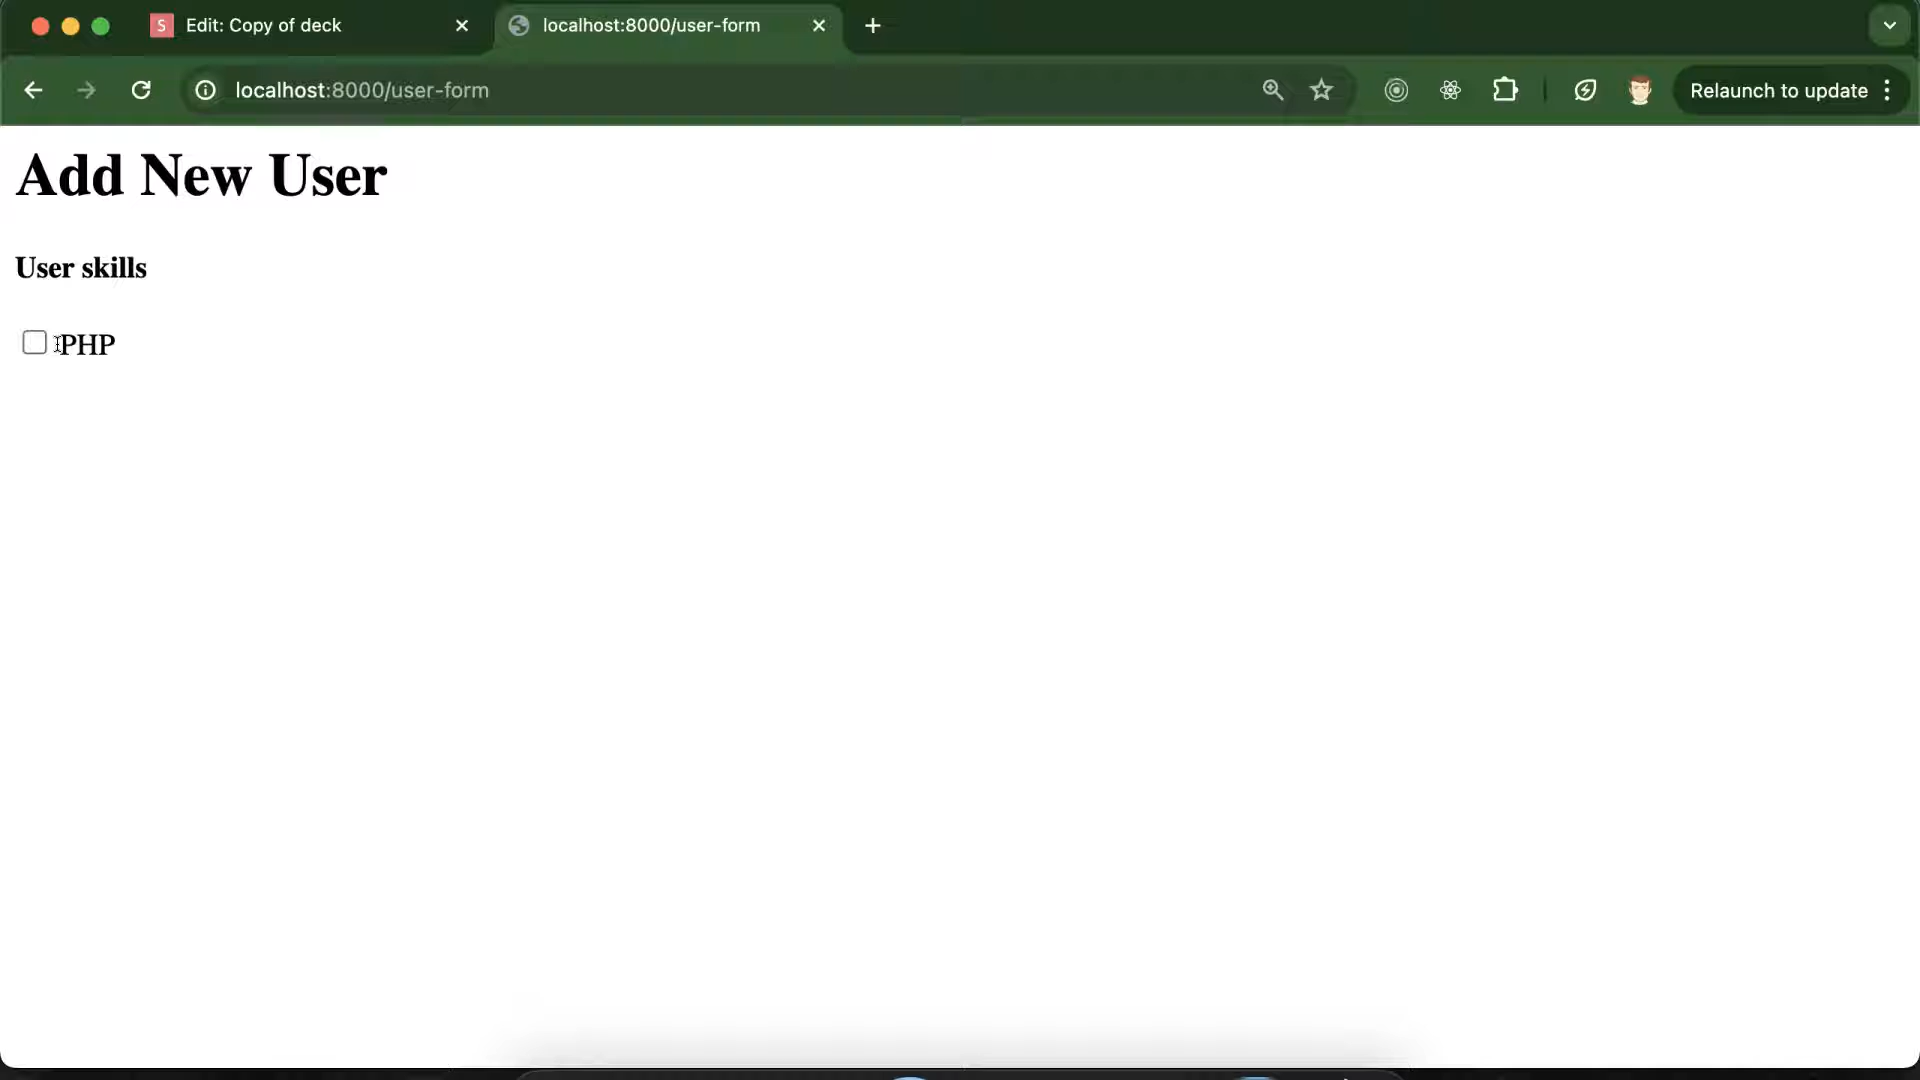 S Edit: Copy of deck
localhost:8000/user-form
localhost:8000/user-form
Relaunch to update
Add New User
User skills
PHP